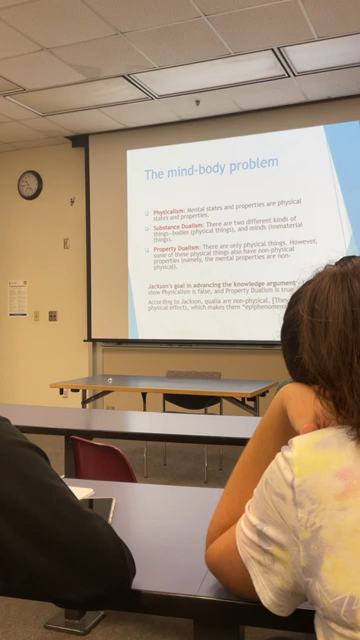 The mind-body problem
Physicalism: Mental states and properties are physical
states and properties.
Substance Dualism: There are two different kinds of
things—bodies (physical things), and minds (immaterial
things).
Property Dualism: There are only physical things. However,
some of these physical things also have non-physical
properties (namely, the mental properties are non-
physical).
Jackson's goal in advancing the knowledge argument
show Physicalism is false, and Property Dualism is true
According to Jackson, qualia are non-physical. [They
physical effects, which makes them "epiphenomen